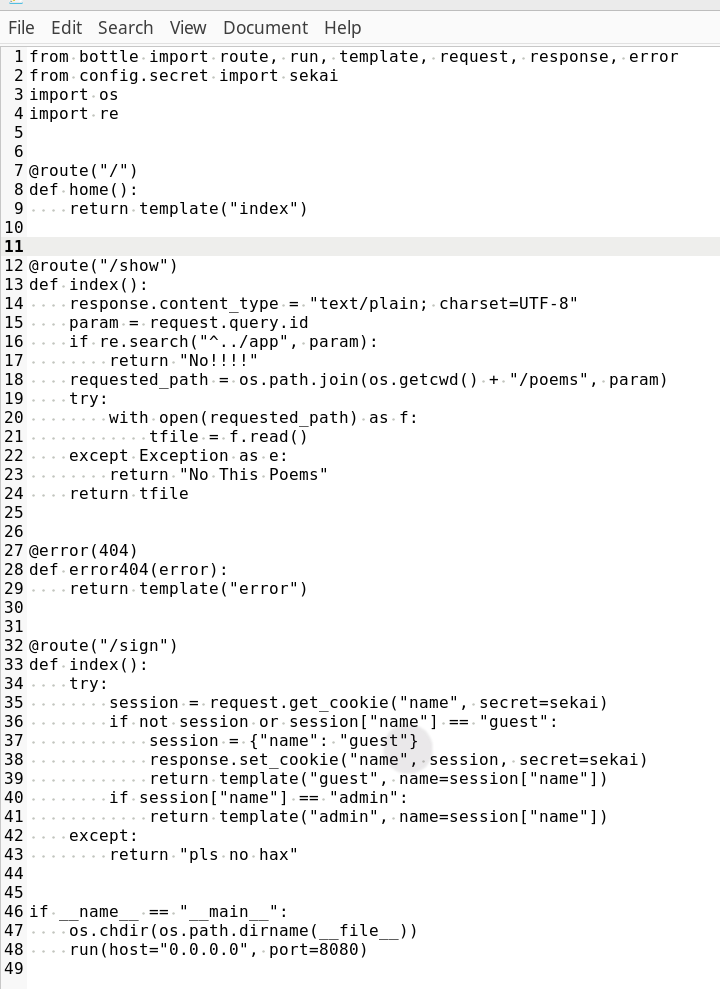 File Edit Search View Document Help
1 from bottle import route, run, template, request, response, error
2 from config.secret import sekai
3 import os
4 import re
5
6
7 @route("/")
8 def home():
9     return template("index")
10
11
12 @route("/show")
13 def index():
14     response.content_type = "text/plain; charset=UTF-8"
15     param = request.query.id
16     if re.search("^../app", param):
17         return "No!!!!"
18     requested_path = os.path.join(os.getcwd() + "/poems", param)
19     try:
20         with open(requested_path) as f:
21             tfile = f.read()
22     except Exception as e:
23         return "No This Poems"
24     return tfile
25
26
27 @error(404)
28 def error404(error):
29     return template("error")
30
31
32 @route("/sign")
33 def index():
34     try:
35         session = request.get_cookie("name", secret=sekai)
36         if not session or session["name"] == "guest":
37             session = {"name": "guest"}
38             response.set_cookie("name", session, secret=sekai)
39             return template("guest", name=session["name"])
40         if session["name"] == "admin":
41             return template("admin", name=session["name"])
42     except:
43         return "pls no hax"
44
45
46 if __name__ == "__main__":
47     os.chdir(os.path.dirname(__file__))
48     run(host="0.0.0.0", port=8080)
49